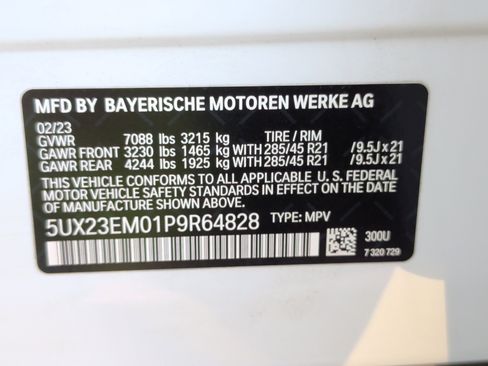 MFD BY BAYERISCHE MOTOREN WERKE AG
02/23
GVWR 7088 lbs 3215 kg TIRE / RIM
GAWR FRONT 3230 lbs 1465 kg WITH 285/45 R21 /9.5J x 21
GAWR REAR 4244 lbs 1925 kg WITH 285/45 R21 /9.5J x 21
THIS VEHICLE CONFORMS TO ALL APPLICABLE U. S. FEDERAL
MOTOR VEHICLE SAFETY STANDARDS IN EFFECT ON THE
DATE OF MANUFACTURE SHOWN ABOVE.
5UX23EM01P9R64828 TYPE: MPV
300U
7 320 729